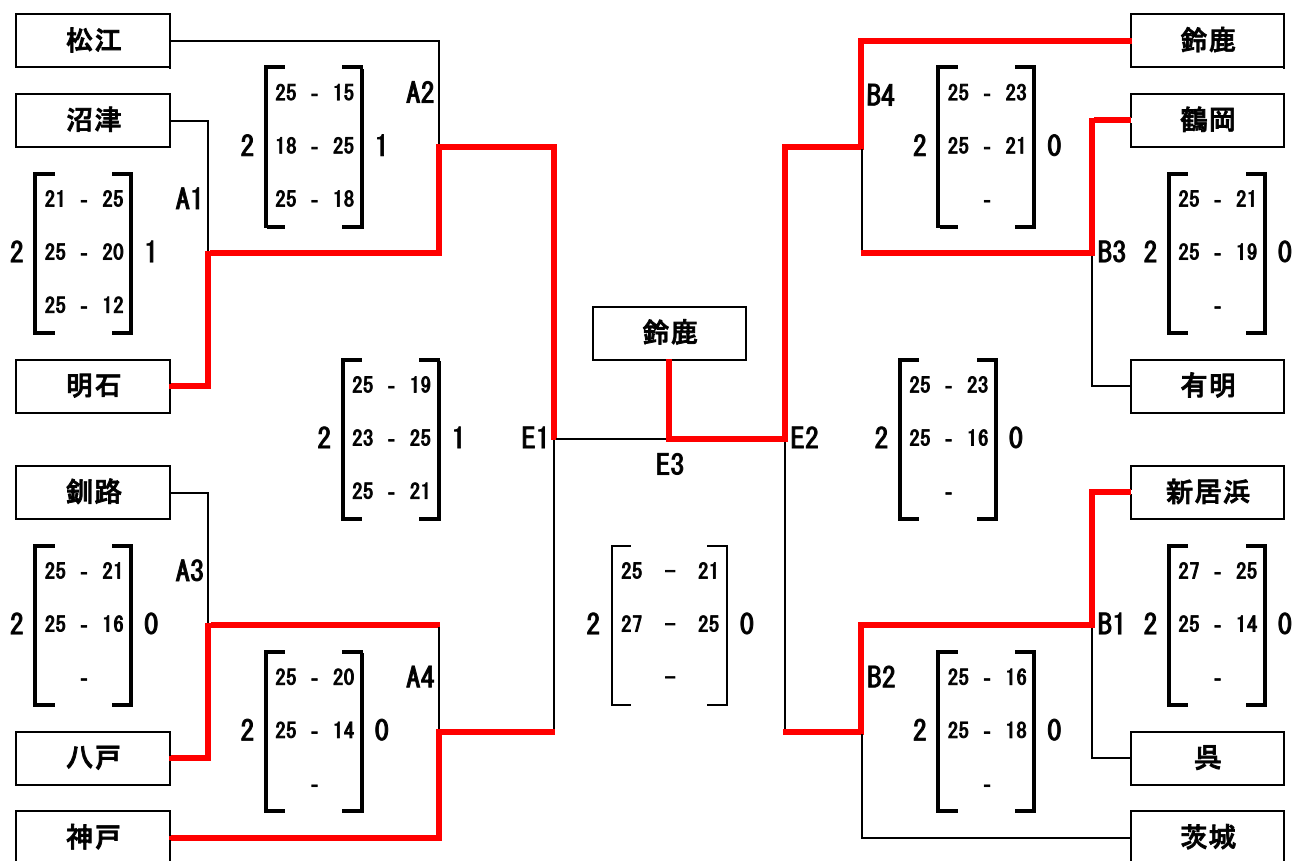 松江
鈴鹿
25 - 15
18 - 25
25 - 18
2
1
A2
B4
25 - 23
25 - 21
-
2
0
沼津
鶴岡
A1
21 - 25
25 - 20
25 - 12
2
1
B3
25 - 21
25 - 19
-
2
0
鈴鹿
明石
有明
25 - 19
23 - 25
25 - 21
2
1
E1
E3
E2
25 - 23
25 - 16
-
2
0
釧路
新居浜
25 - 21
25 - 16
-
2
0
A3
25 - 21
27 - 25
-
2
0
B1
27 - 25
25 - 14
-
2
0
A4
25 - 20
25 - 14
-
2
0
B2
25 - 16
25 - 18
-
2
0
八戸
呉
神戸
茨城